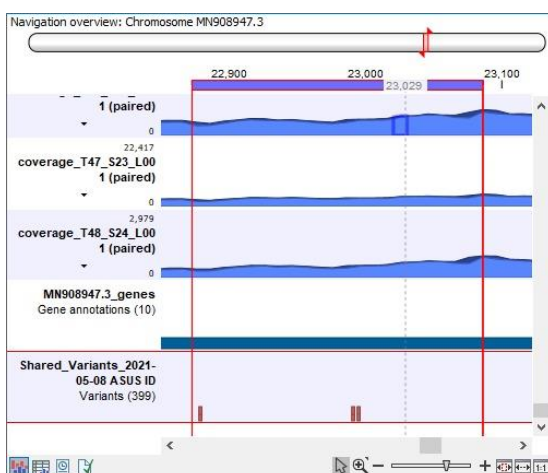 Navigation overview: Chromosome MN908947.3
22,900 23,000 23,100
23,029
1 (paired)
0
22,417
coverage_T47_S23_L00
1 (paired)
0
2,979
coverage_T48_S24_L00
1 (paired)
0
MN908947.3_genes
Gene annotations (10)
Shared_Variants_2021-
05-08 ASUS ID
Variants (399)
1:1